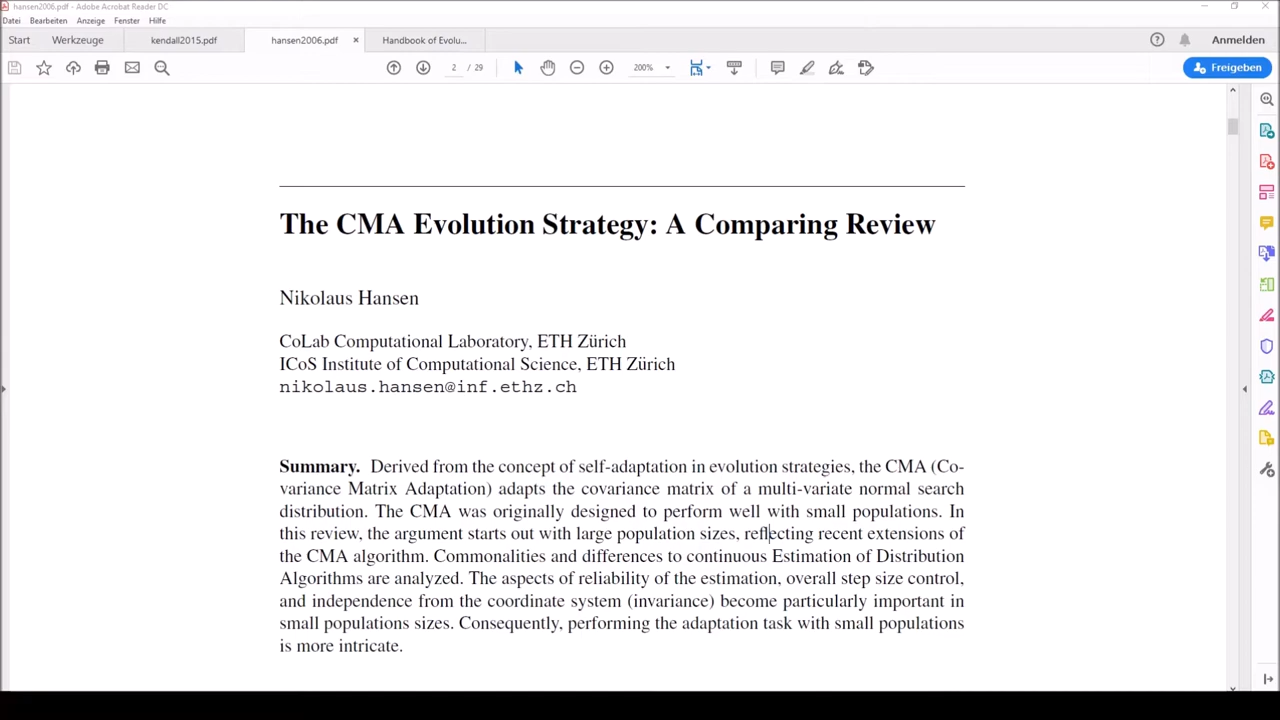 hansen2006.pdf - Adobe Acrobat Reader DC
Datei Bearbeiten Anzeige Fenster Hilfe
Start Werkzeuge kendall2015.pdf hansen2006.pdf × Handbook of Evolu... Anmelden
2 / 29 200% Freigeben
The CMA Evolution Strategy: A Comparing Review
Nikolaus Hansen
CoLab Computational Laboratory, ETH Zürich
ICoS Institute of Computational Science, ETH Zürich
nikolaus.hansen@inf.ethz.ch
Summary. Derived from the concept of self-adaptation in evolution strategies, the CMA (Co-
variance Matrix Adaptation) adapts the covariance matrix of a multi-variate normal search
distribution. The CMA was originally designed to perform well with small populations. In
this review, the argument starts out with large population sizes, reflecting recent extensions of
the CMA algorithm. Commonalities and differences to continuous Estimation of Distribution
Algorithms are analyzed. The aspects of reliability of the estimation, overall step size control,
and independence from the coordinate system (invariance) become particularly important in
small populations sizes. Consequently, performing the adaptation task with small populations
is more intricate.